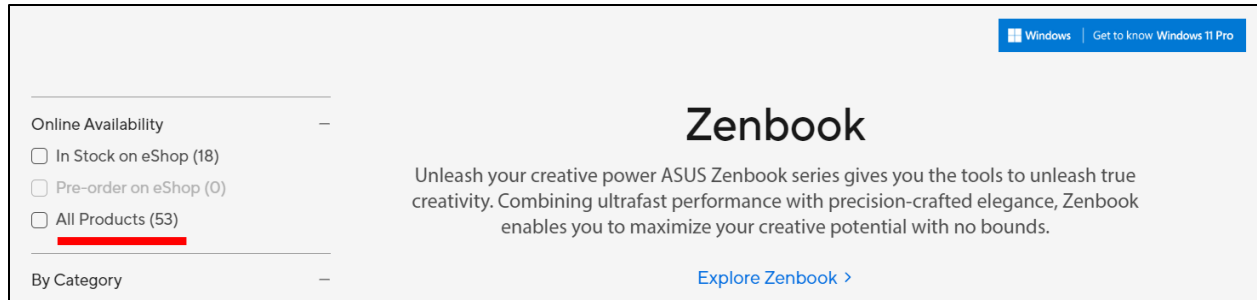 Windows | Get to know Windows 11 Pro
Online Availability
In Stock on eShop (18)
Pre-order on eShop (0)
All Products (53)
By Category
Zenbook
Unleash your creative power ASUS Zenbook series gives you the tools to unleash true
creativity. Combining ultrafast performance with precision-crafted elegance, Zenbook
enables you to maximize your creative potential with no bounds.
Explore Zenbook >